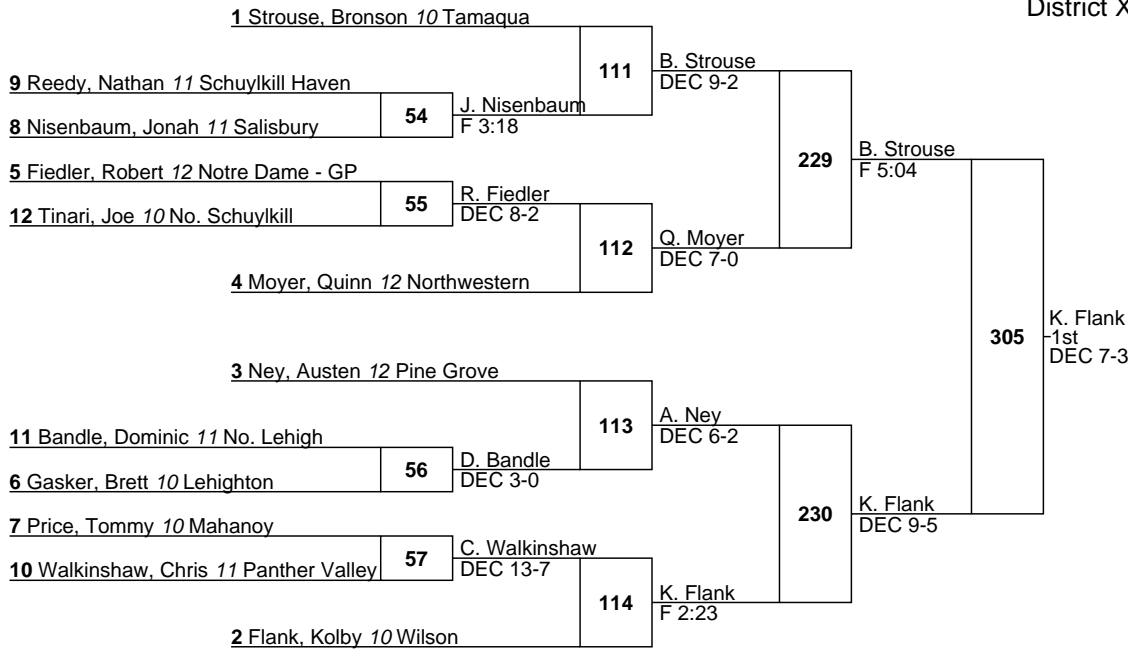 District X
1 Strouse, Bronson 10 Tamaqua
111
B. Strouse
DEC 9-2
9 Reedy, Nathan 11 Schuylkill Haven
54
J. Nisenbaum
F 3:18
8 Nisenbaum, Jonah 11 Salisbury
229
B. Strouse
F 5:04
5 Fiedler, Robert 12 Notre Dame - GP
55
R. Fiedler
DEC 8-2
12 Tinari, Joe 10 No. Schuylkill
112
Q. Moyer
DEC 7-0
4 Moyer, Quinn 12 Northwestern
305
K. Flank
1st
DEC 7-3
3 Ney, Austen 12 Pine Grove
113
A. Ney
DEC 6-2
11 Bandle, Dominic 11 No. Lehigh
56
D. Bandle
DEC 3-0
6 Gasker, Brett 10 Lehighton
230
K. Flank
DEC 9-5
7 Price, Tommy 10 Mahanoy
57
C. Walkinshaw
DEC 13-7
10 Walkinshaw, Chris 11 Panther Valley
114
K. Flank
F 2:23
2 Flank, Kolby 10 Wilson